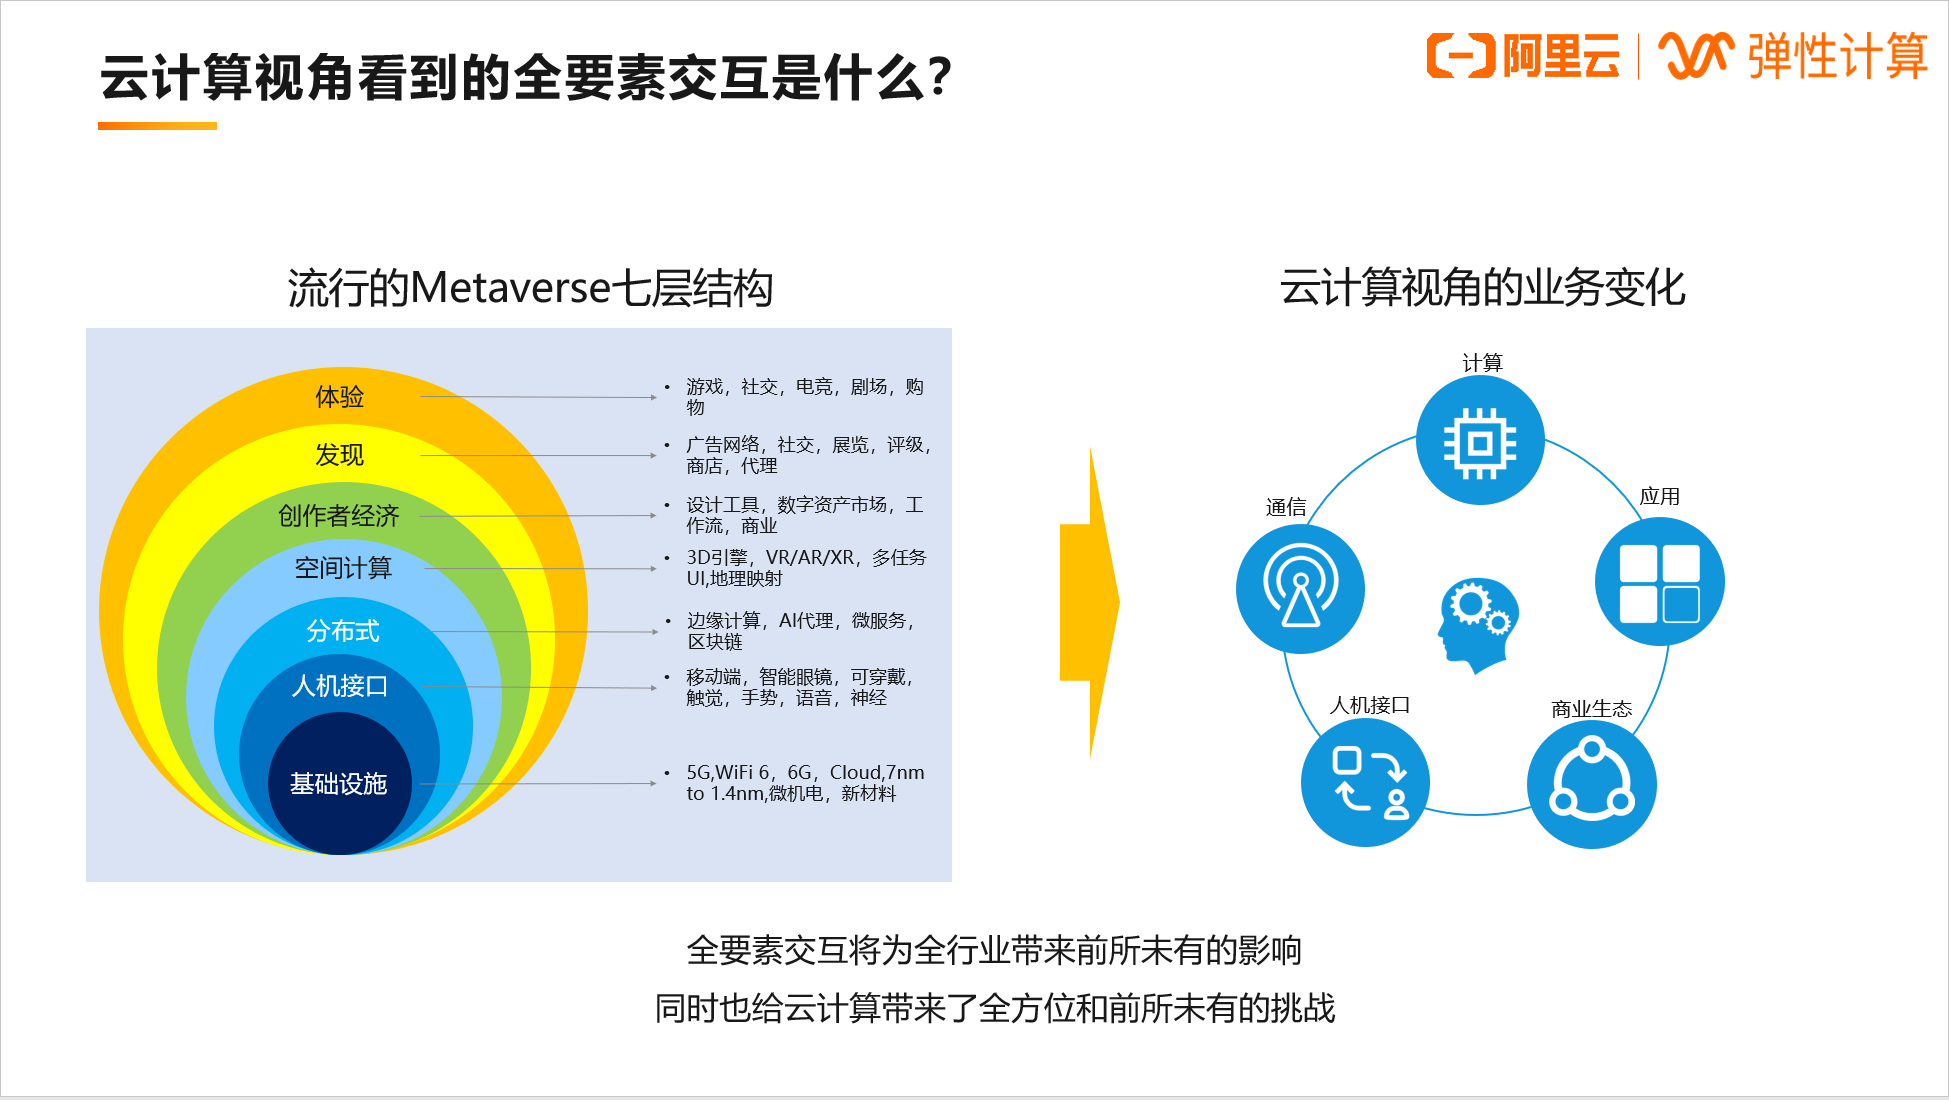 云计算视角看到的全要素交互是什么？
阿里云
弹性计算
流行的Metaverse七层结构
体验
• 游戏，社交，电竞，剧场，购
物
发现
• 广告网络，社交，展览，评级，
商店，代理
创作者经济
• 设计工具，数字资产市场，工
作流，商业
空间计算
• 3D引擎，VR/AR/XR，多任务
UI,地理映射
分布式
• 边缘计算，AI代理，微服务，
区块链
人机接口
• 移动端，智能眼镜，可穿戴，
触觉，手势，语音，神经
基础设施
• 5G,WiFi 6，6G，Cloud,7nm
to 1.4nm,微机电，新材料
云计算视角的业务变化
计算
通信
应用
人机接口
商业生态
全要素交互将为全行业带来前所未有的影响
同时也给云计算带来了全方位和前所未有的挑战